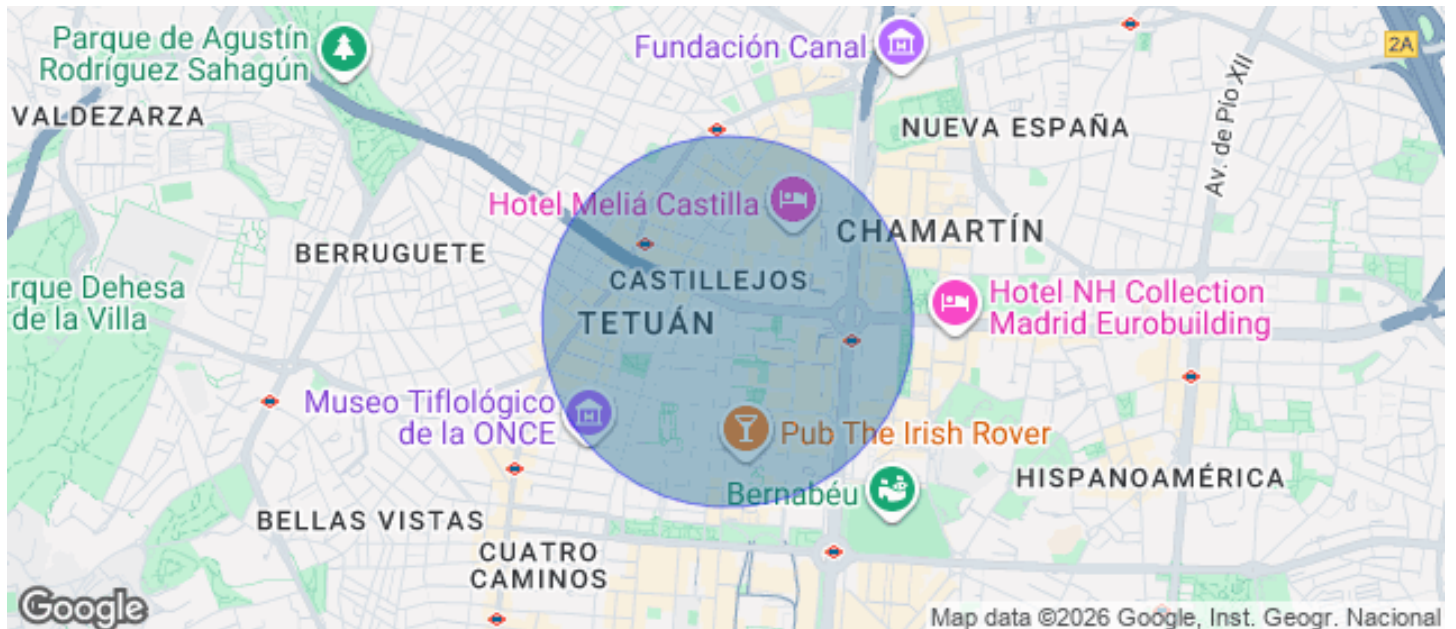 Parque de Agustín
Rodríguez Sahagún
Fundación Canal
2A
VALDEZARZA
NUEVA ESPAÑA
Av. de Pío XII
Hotel Meliá Castilla
CHAMARTÍN
BERRUGUETE
CASTILLEJOS
arque Dehesa
de la Villa
TETUÁN
Hotel NH Collection
Madrid Eurobuilding
Museo Tiflológico
de la ONCE
Pub The Irish Rover
HISPANOAMÉRICA
Bernabéu
BELLAS VISTAS
CUATRO
CAMINOS
Google
Map data ©2026 Google, Inst. Geogr. Nacional